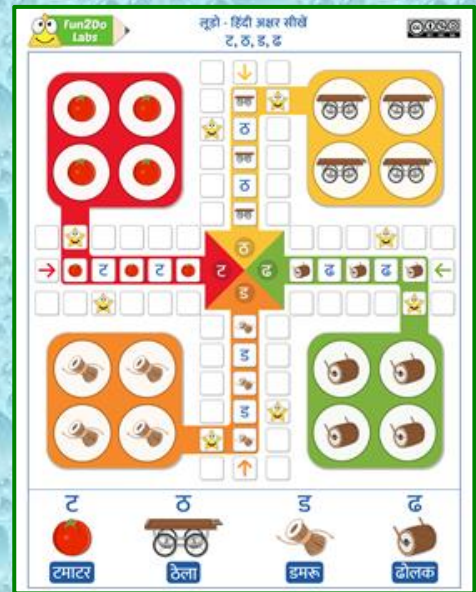 Fun2Do
Labs
लूडो - हिंदी अक्षर सीखें
ट, ठ, ड, ढ
ठ
ठ
ठ
ट
ट
ट
ढ
ढ
ढ
ड
ड
ड
ट
ठ
ड
ढ
टमाटर
ठेला
डमरू
ढोलक